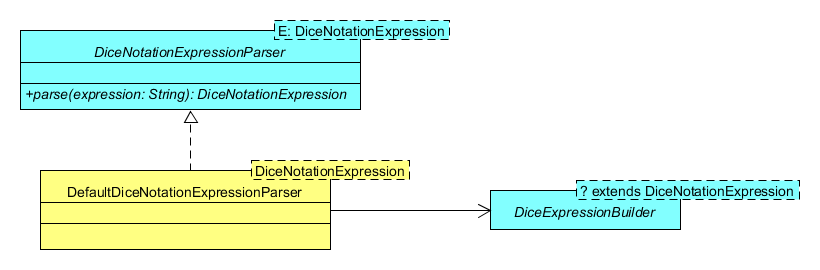 E: DiceNotationExpression
DiceNotationExpressionParser
+parse(expression: String): DiceNotationExpression
DiceNotationExpression
DefaultDiceNotationExpressionParser
? extends DiceNotationExpression
DiceExpressionBuilder